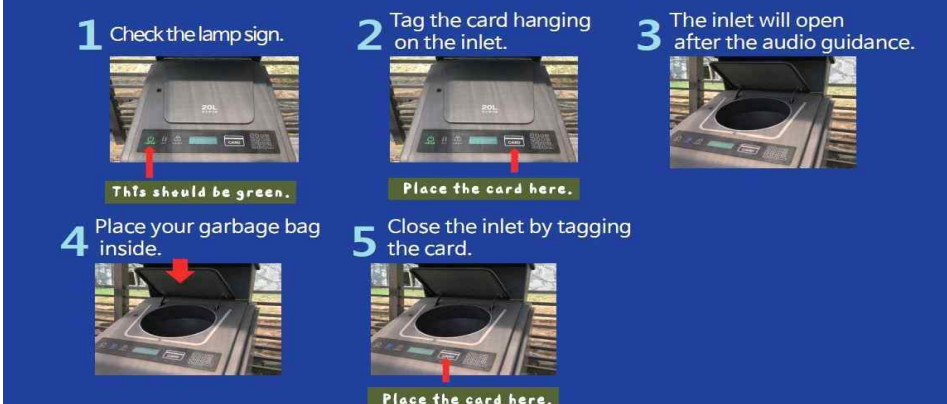 1 Check the lamp sign.
20L
CARD
This should be green.
2 Tag the card hanging
on the inlet.
20L
CARD
Place the card here.
3 The inlet will open
after the audio guidance.
4 Place your garbage bag
inside.
5 Close the inlet by tagging
the card.
Place the card here.